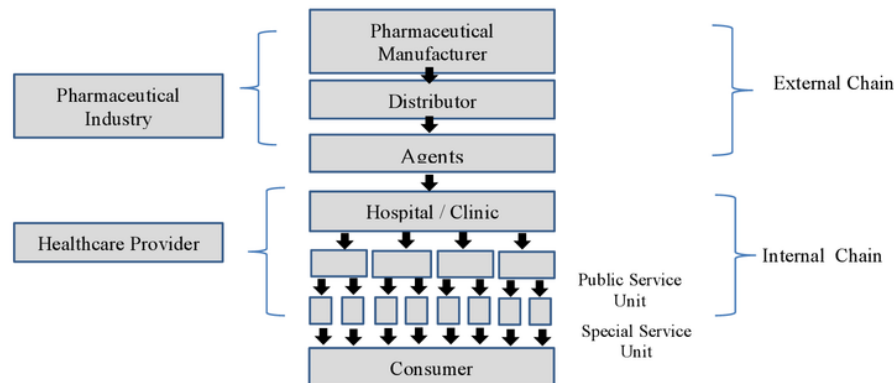 Pharmaceutical
Manufacturer
External Chain
Pharmaceutical
Industry
Distributor
Agents
Hospital / Clinic
Healthcare Provider
Internal Chain
Public Service
Unit
Special Service
Unit
Consumer